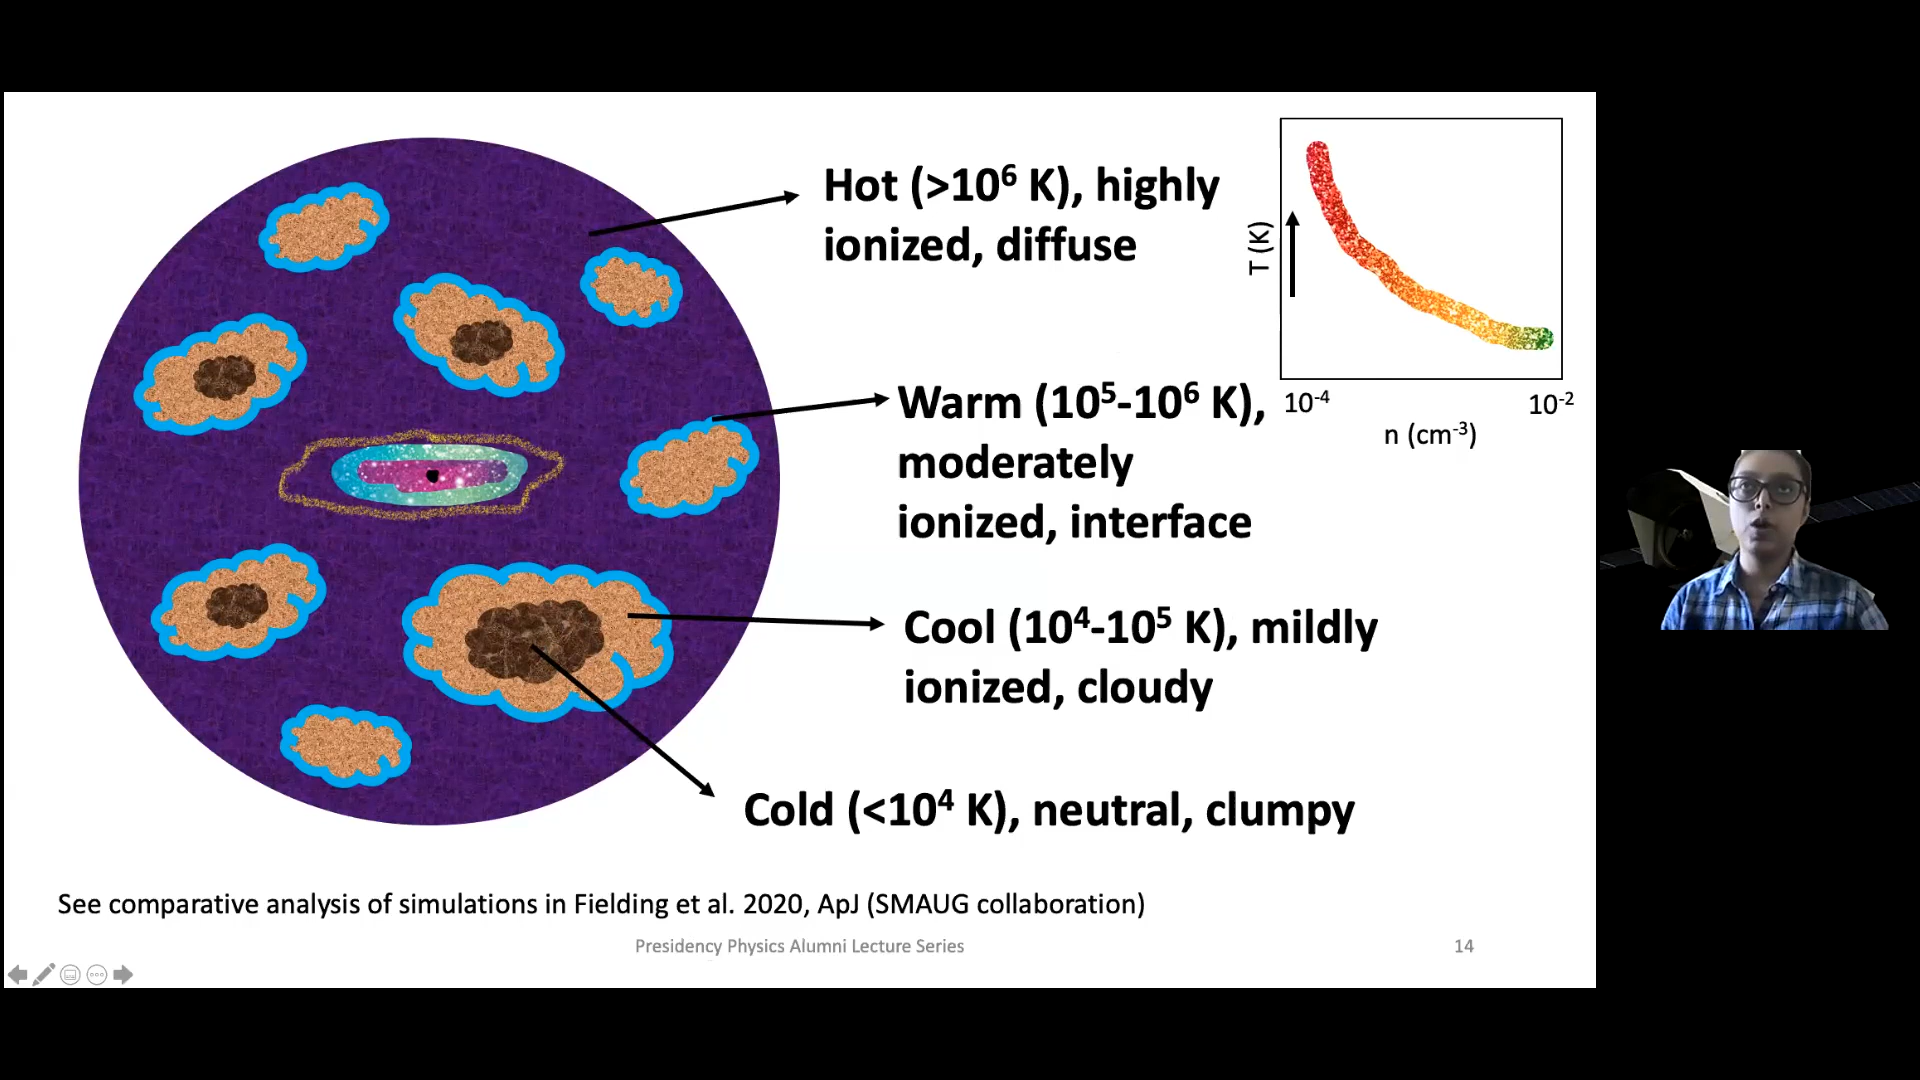 Hot (>10⁶ K), highly
ionized, diffuse
T (K)
10⁻⁴
10⁻²
n (cm⁻³)
Warm (10⁵-10⁶ K),
moderately
ionized, interface
Cool (10⁴-10⁵ K), mildly
ionized, cloudy
Cold (<10⁴ K), neutral, clumpy
See comparative analysis of simulations in Fielding et al. 2020, ApJ (SMAUG collaboration)
Presidency Physics Alumni Lecture Series
14